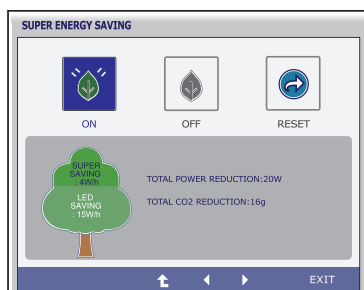 SUPER ENERGY SAVING
ON
OFF
RESET
SUPER
SAVING
: 4W/h
LED
SAVING
: 15W/h
TOTAL POWER REDUCTION:20W
TOTAL CO2 REDUCTION:16g
EXIT